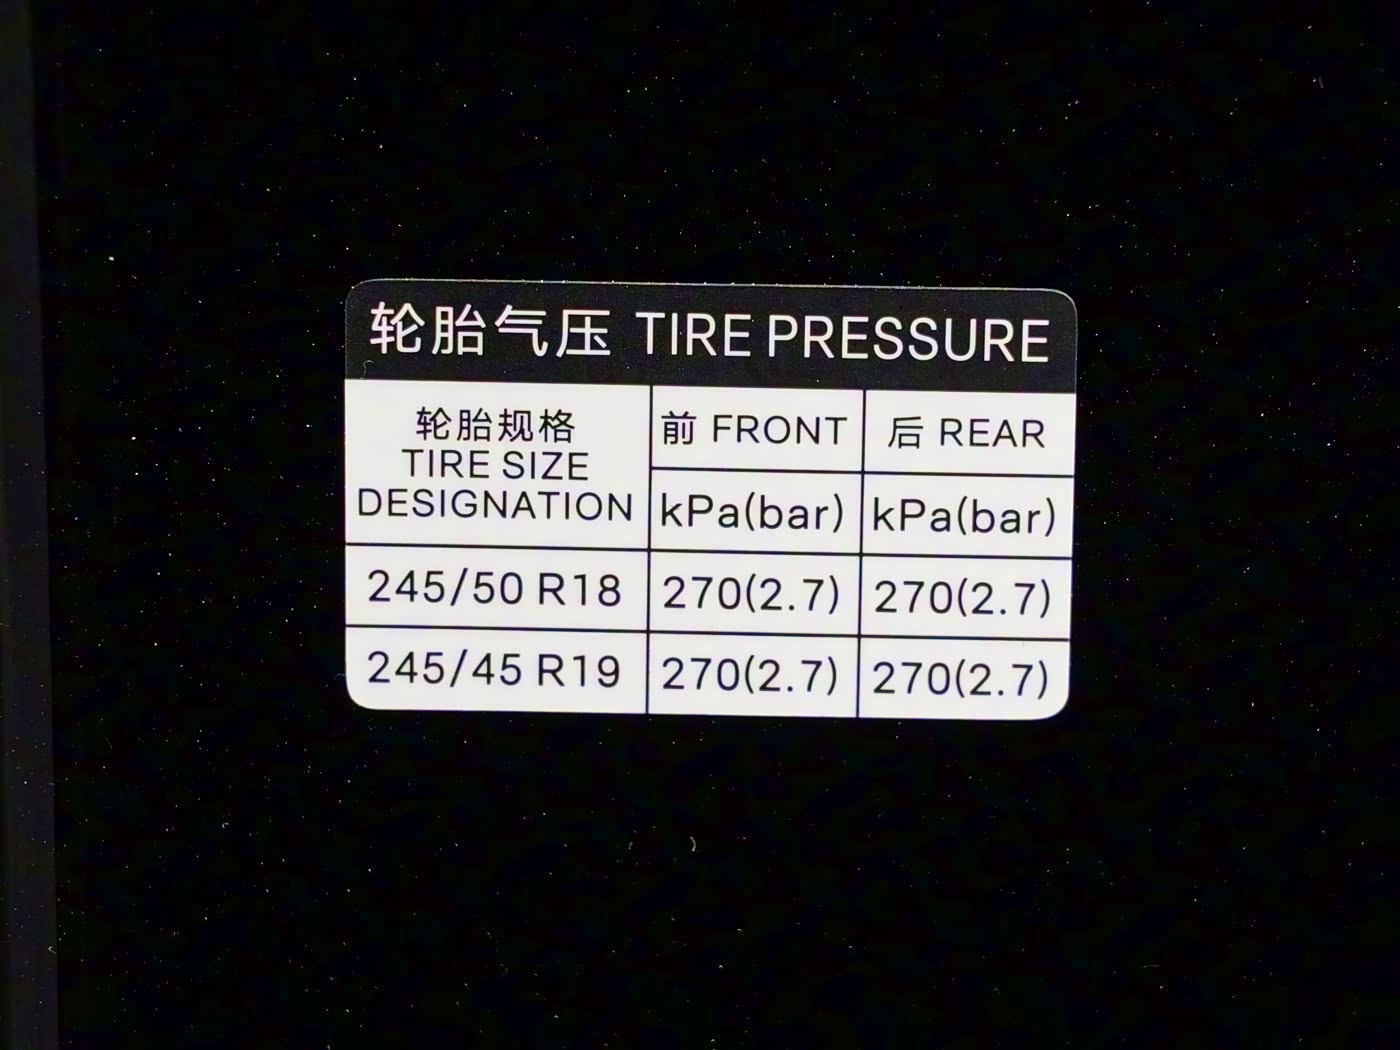 轮胎气压 TIRE PRESSURE
轮胎规格
TIRE SIZE
DESIGNATION
前 FRONT
后 REAR
kPa(bar)
kPa(bar)
245/50 R18
270(2.7)
270(2.7)
245/45 R19
270(2.7)
270(2.7)